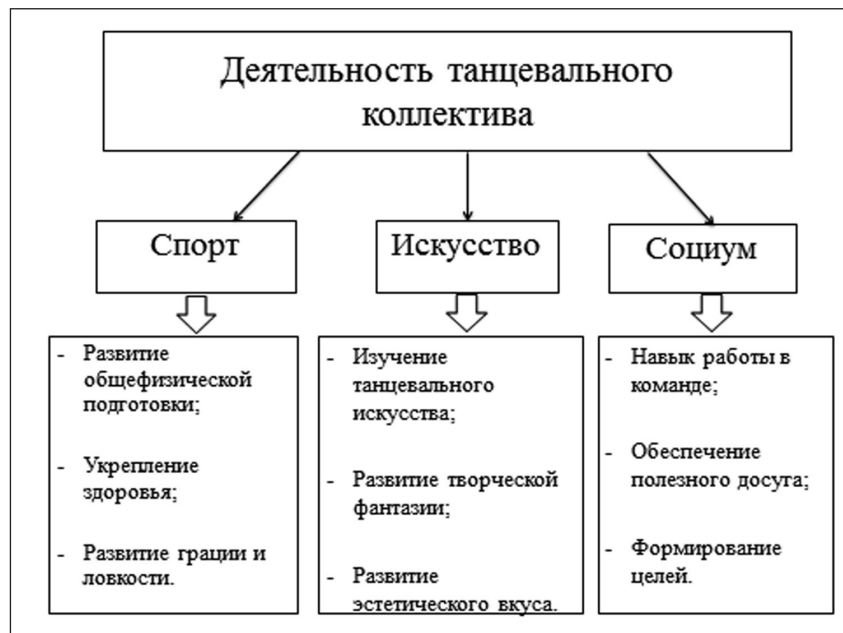 Деятельность танцевального
коллектива
Спорт
Искусство
Социум
- Развитие
общефизической
подготовки;
- Укрепление
здоровья;
- Развитие грации и
ловкости.
- Изучение
танцевального
искусства;
- Развитие творческой
фантазии;
- Развитие
эстетического вкуса.
- Навык работы в
команде;
- Обеспечение
полезного досуга;
- Формирование
целей.